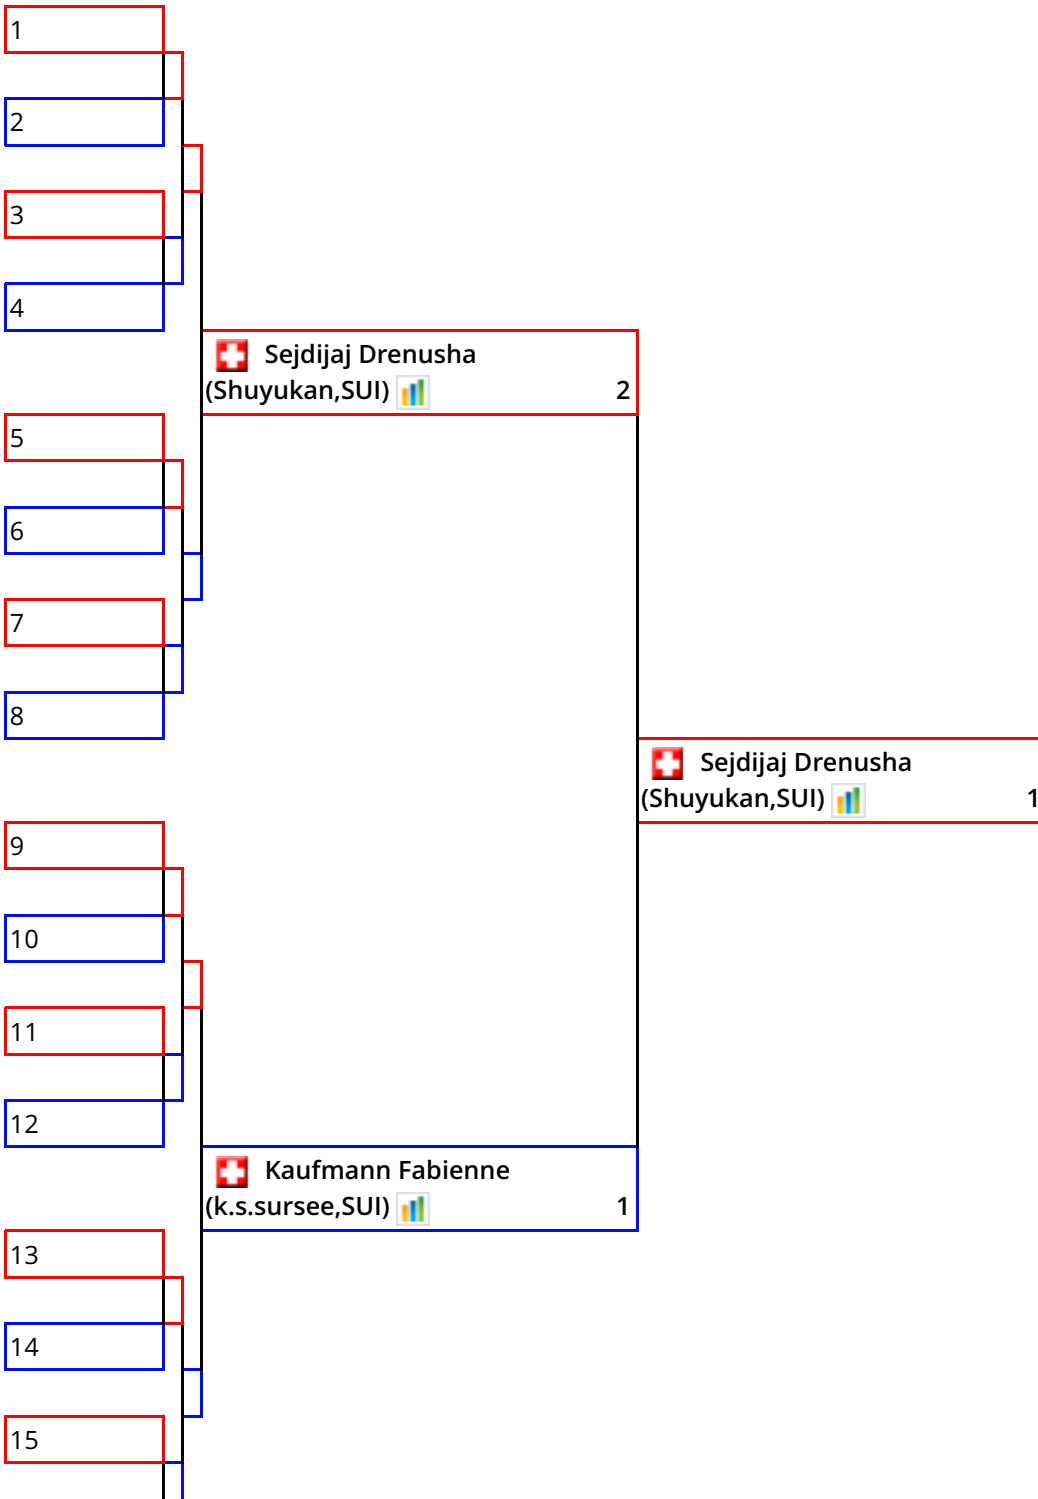 1
2
3
4
Sejdijaj Drenusha
(Shuyukan,SUI) 2
5
6
7
8
Sejdijaj Drenusha
(Shuyukan,SUI) 1
9
10
11
12
Kaufmann Fabienne
(k.s.sursee,SUI) 1
13
14
15